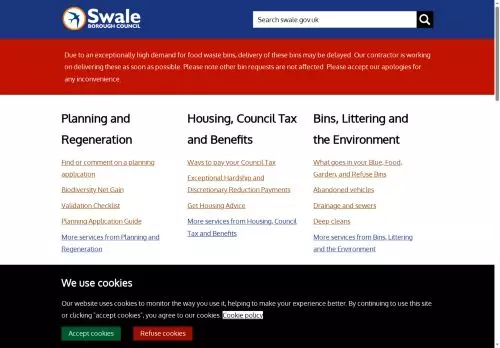 Swale
BOROUGH COUNCIL
Search swale.gov.uk
Due to an exceptionally high demand for food waste bins, delivery of these bins may be delayed. Our contractor is working
on delivering these as soon as possible. Please note other bin requests are not affected. Please accept our apologies for
any inconvenience.
Planning and
Regeneration
Find or comment on a planning
application
Biodiversity Net Gain
Validation Checklist
Planning Application Guide
More services from Planning and
Regeneration
Housing, Council Tax
and Benefits
Ways to pay your Council Tax
Exceptional Hardship and
Discretionary Reduction Payments
Get Housing Advice
More services from Housing, Council
Tax and Benefits
Bins, Littering and
the Environment
What goes in your Blue, Food,
Garden, and Refuse Bins
Abandoned vehicles
Drainage and sewers
Deep cleans
More services from Bins, Littering
and the Environment
We use cookies
Our website uses cookies to monitor the way you use it, helping to make your experience better. By continuing to use this site
or clicking "accept cookies", you agree to our cookies. Cookie policy
Accept cookies
Refuse cookies